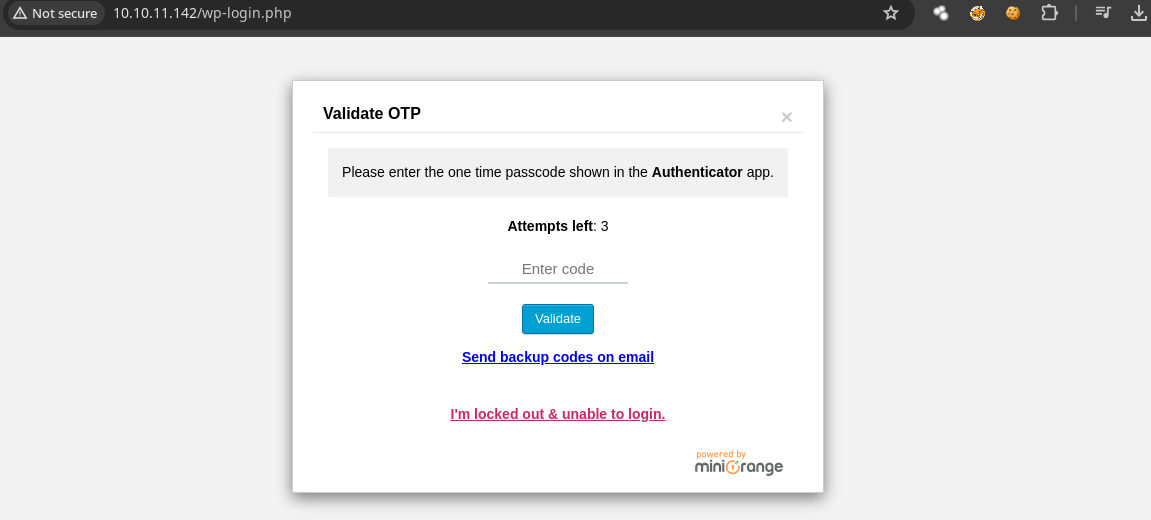 Not secure 10.10.11.142/wp-login.php
Validate OTP ×
Please enter the one time passcode shown in the Authenticator app.
Attempts left: 3
Enter code
Validate
Send backup codes on email
I'm locked out & unable to login.
powered by
miniOrange